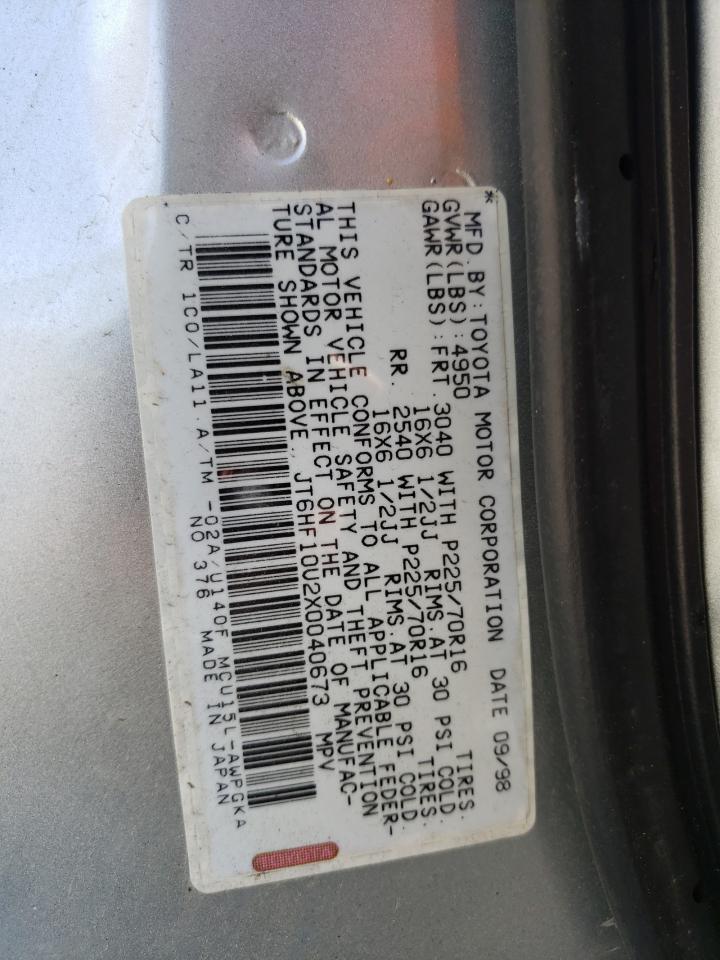 * MFD. BY: TOYOTA MOTOR CORPORATION DATE 09/98
GVWR(LBS): 4950
GAWR(LBS): FRT. 3040 WITH P225/70R16 TIRES.
16X6 1/2JJ RIMS. AT 30 PSI COLD.
RR. 2540 WITH P225/70R16 TIRES.
16X6 1/2JJ RIMS. AT 30 PSI COLD.
THIS VEHICLE CONFORMS TO ALL APPLICABLE FEDER-
AL MOTOR VEHICLE SAFETY AND THEFT PREVENTION
STANDARDS IN EFFECT ON THE DATE OF MANUFAC-
TURE SHOWN ABOVE. JT6HF10U2X0040673 MPV
C/TR 1C0/LA11. A/TM -02A/U140F MCU15L-AWPGKA
NO 376 MADE IN JAPAN